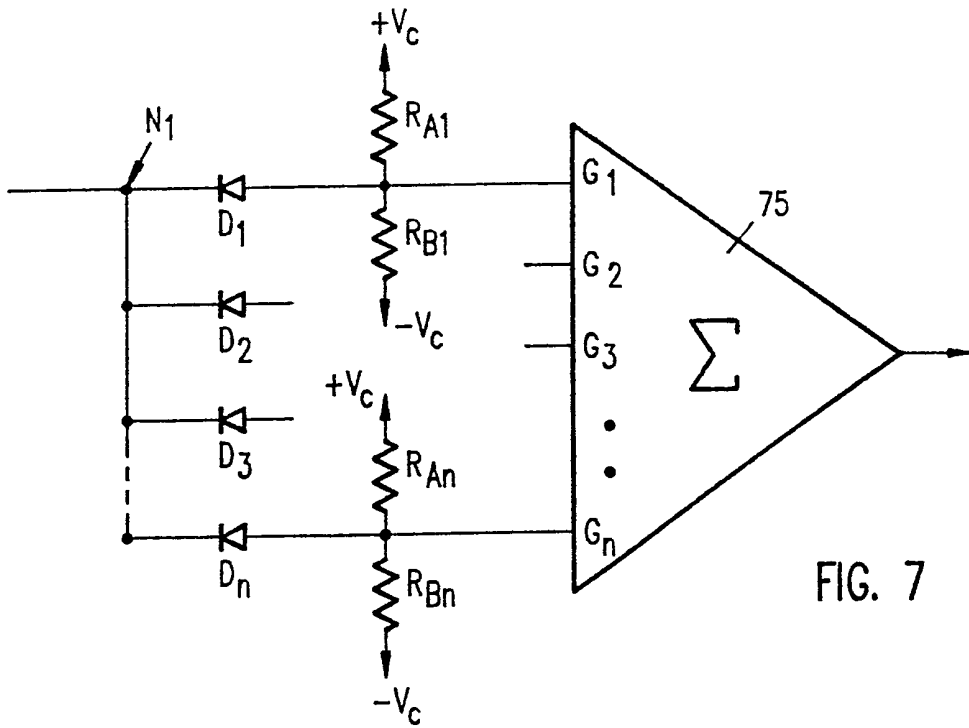 +Vc
N1
RA1
D1
RB1
G1
75
G2
D2
-Vc
G3
Σ
+Vc
D3
RAn
Dn
Gn
RBn
FIG. 7
-Vc